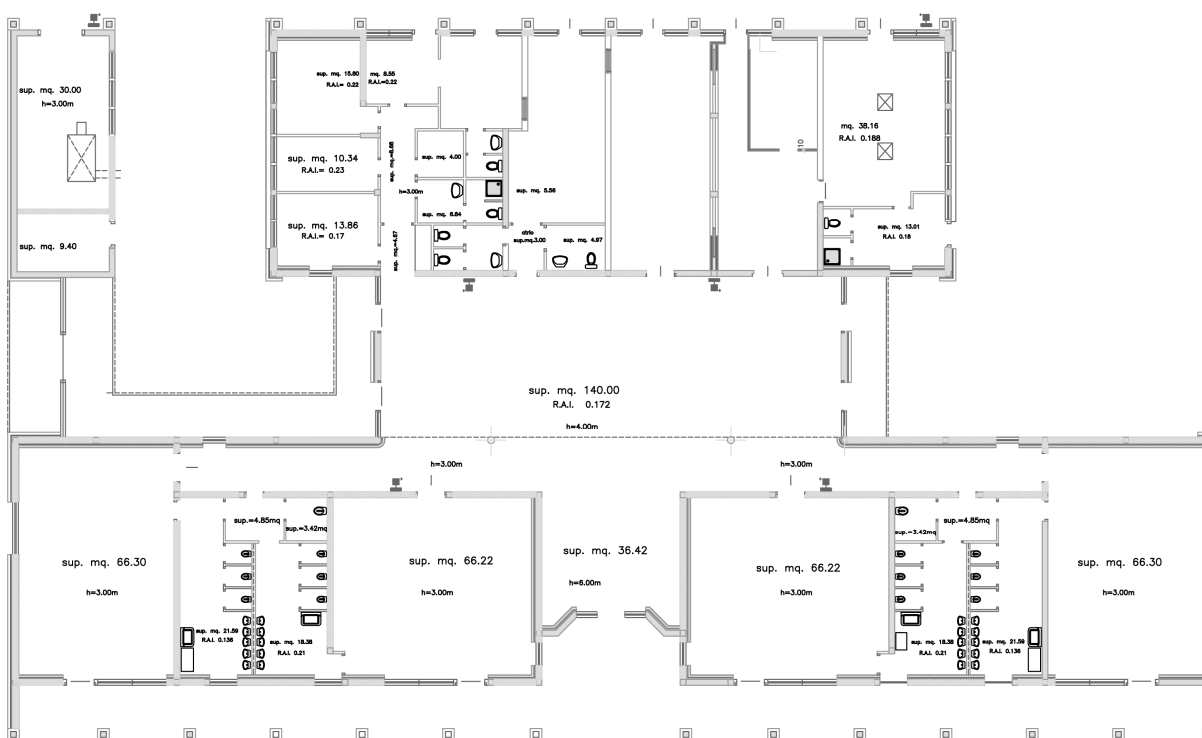 sup. mq. 30.00
h=3.00m
sup. mq. 9.40
sup. mq. 15.80
R.A.I.= 0.22
mq. 8.55
R.A.I.=0.22
sup. mq. 10.34
R.A.I.= 0.23
sup. mq. 13.86
R.A.I.= 0.17
h=3.00m
sup. mq.=4.57
sup. mq. 4.00
sup. mq. 6.84
sup. mq. 5.56
atrio
sup.mq.3.00
sup. mq. 4.97
10
mq. 38.16
R.A.I. 0.188
sup. mq. 13.01
R.A.I. 0.18
sup. mq. 140.00
R.A.I. 0.172
h=4.00m
h=3.00m
h=3.00m
sup. mq. 66.30
h=3.00m
sup.=4.85mq
sup.=3.42mq
sup. mq. 21.59
R.A.I. 0.136
sup. mq. 18.38
R.A.I. 0.21
sup. mq. 66.22
h=3.00m
sup. mq. 36.42
h=6.00m
sup. mq. 66.22
h=3.00m
sup.=3.42mq
sup.=4.85mq
sup. mq. 18.38
R.A.I. 0.21
sup. mq. 21.59
R.A.I. 0.136
sup. mq. 66.30
h=3.00m